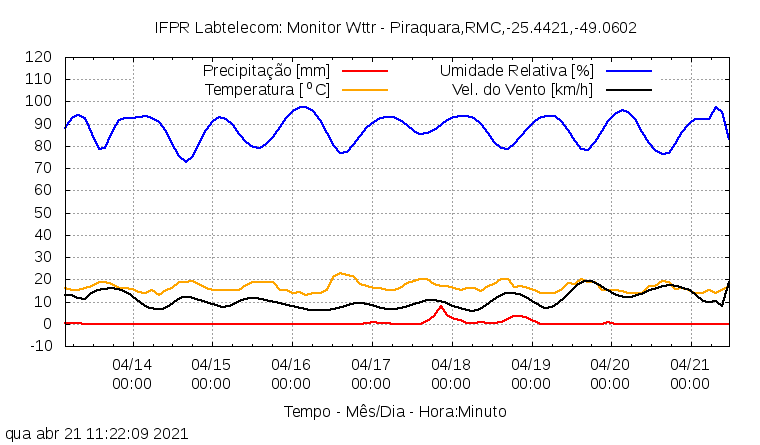 IFPR Labtelecom: Monitor Wttr - Piraquara,RMC,-25.4421,-49.0602
Precipitação [mm] Umidade Relativa [%]
Temperatura [⁰C] Vel. do Vento [km/h]
120
110
100
90
80
70
60
50
40
30
20
10
0
-10
04/14 04/15 04/16 04/17 04/18 04/19 04/20 04/21
00:00 00:00 00:00 00:00 00:00 00:00 00:00 00:00
Tempo - Mês/Dia - Hora:Minuto
qua abr 21 11:22:09 2021